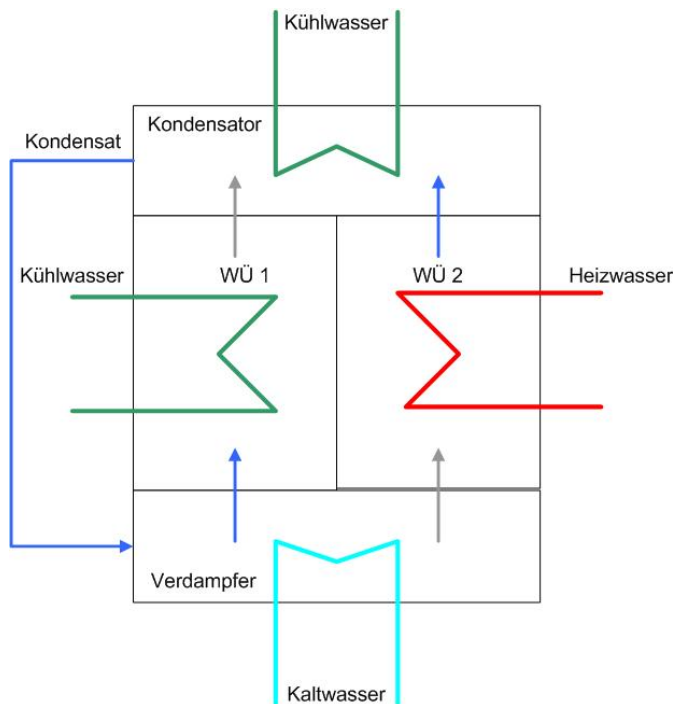 Kühlwasser
Kondensator
Kondensat
Kühlwasser
WÜ 1
WÜ 2
Heizwasser
Verdampfer
Kaltwasser